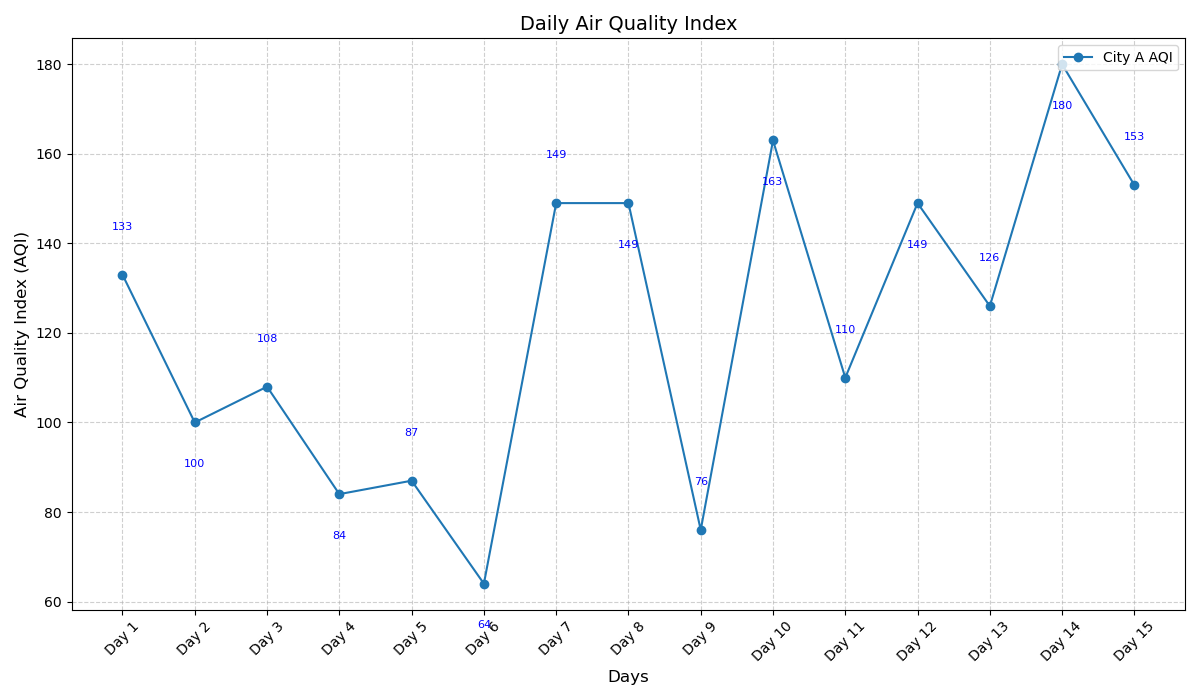 Daily Air Quality Index
City A AQI
Air Quality Index (AQI)
180
160
140
120
100
80
60
133
100
108
84
87
64
149
149
76
163
110
149
126
180
153
Day 1
Day 2
Day 3
Day 4
Day 5
Day 6
Day 7
Day 8
Day 9
Day 10
Day 11
Day 12
Day 13
Day 14
Day 15
Days